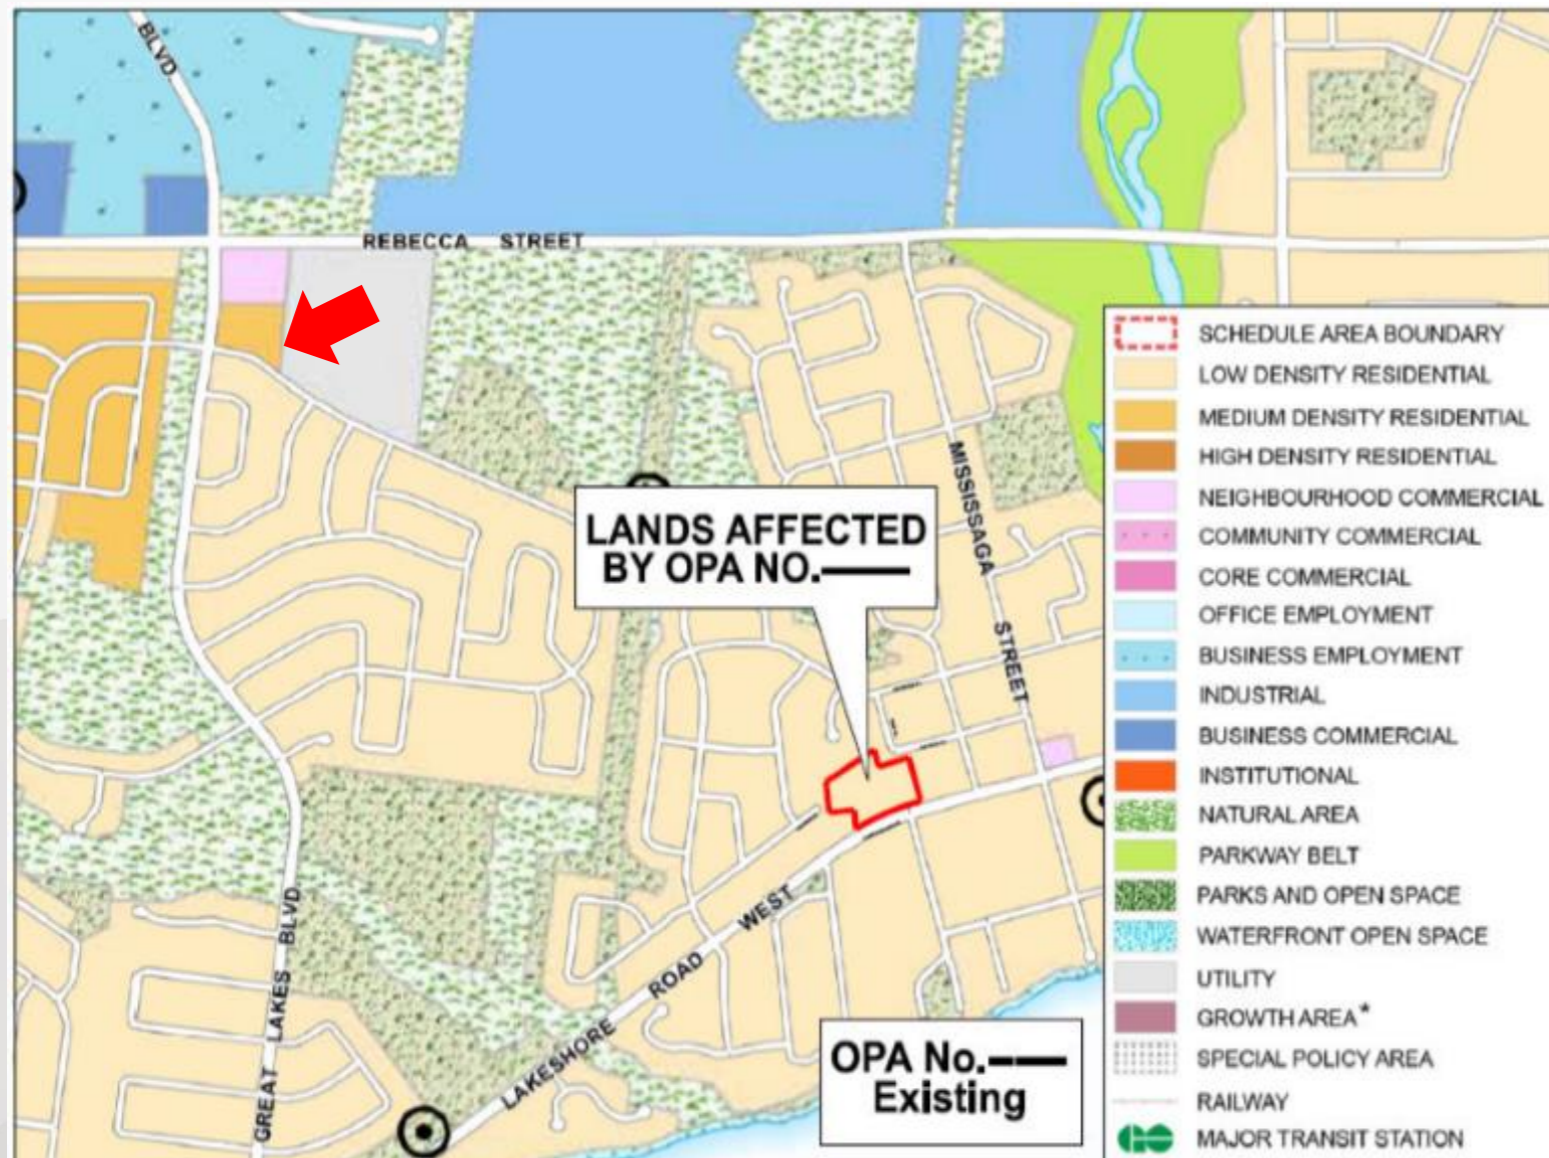 BLVD
REBECCA STREET
MISSISSAGA STREET
LANDS AFFECTED
BY OPA NO.——
GREAT LAKES BLVD
LAKESHORE ROAD WEST
OPA No.——
Existing
SCHEDULE AREA BOUNDARY
LOW DENSITY RESIDENTIAL
MEDIUM DENSITY RESIDENTIAL
HIGH DENSITY RESIDENTIAL
NEIGHBOURHOOD COMMERCIAL
COMMUNITY COMMERCIAL
CORE COMMERCIAL
OFFICE EMPLOYMENT
BUSINESS EMPLOYMENT
INDUSTRIAL
BUSINESS COMMERCIAL
INSTITUTIONAL
NATURAL AREA
PARKWAY BELT
PARKS AND OPEN SPACE
WATERFRONT OPEN SPACE
UTILITY
GROWTH AREA*
SPECIAL POLICY AREA
RAILWAY
MAJOR TRANSIT STATION